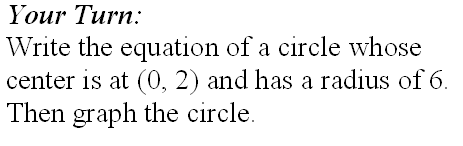 Your Turn:
Write the equation of a circle whose
center is at (0, 2) and has a radius of 6.
Then graph the circle.